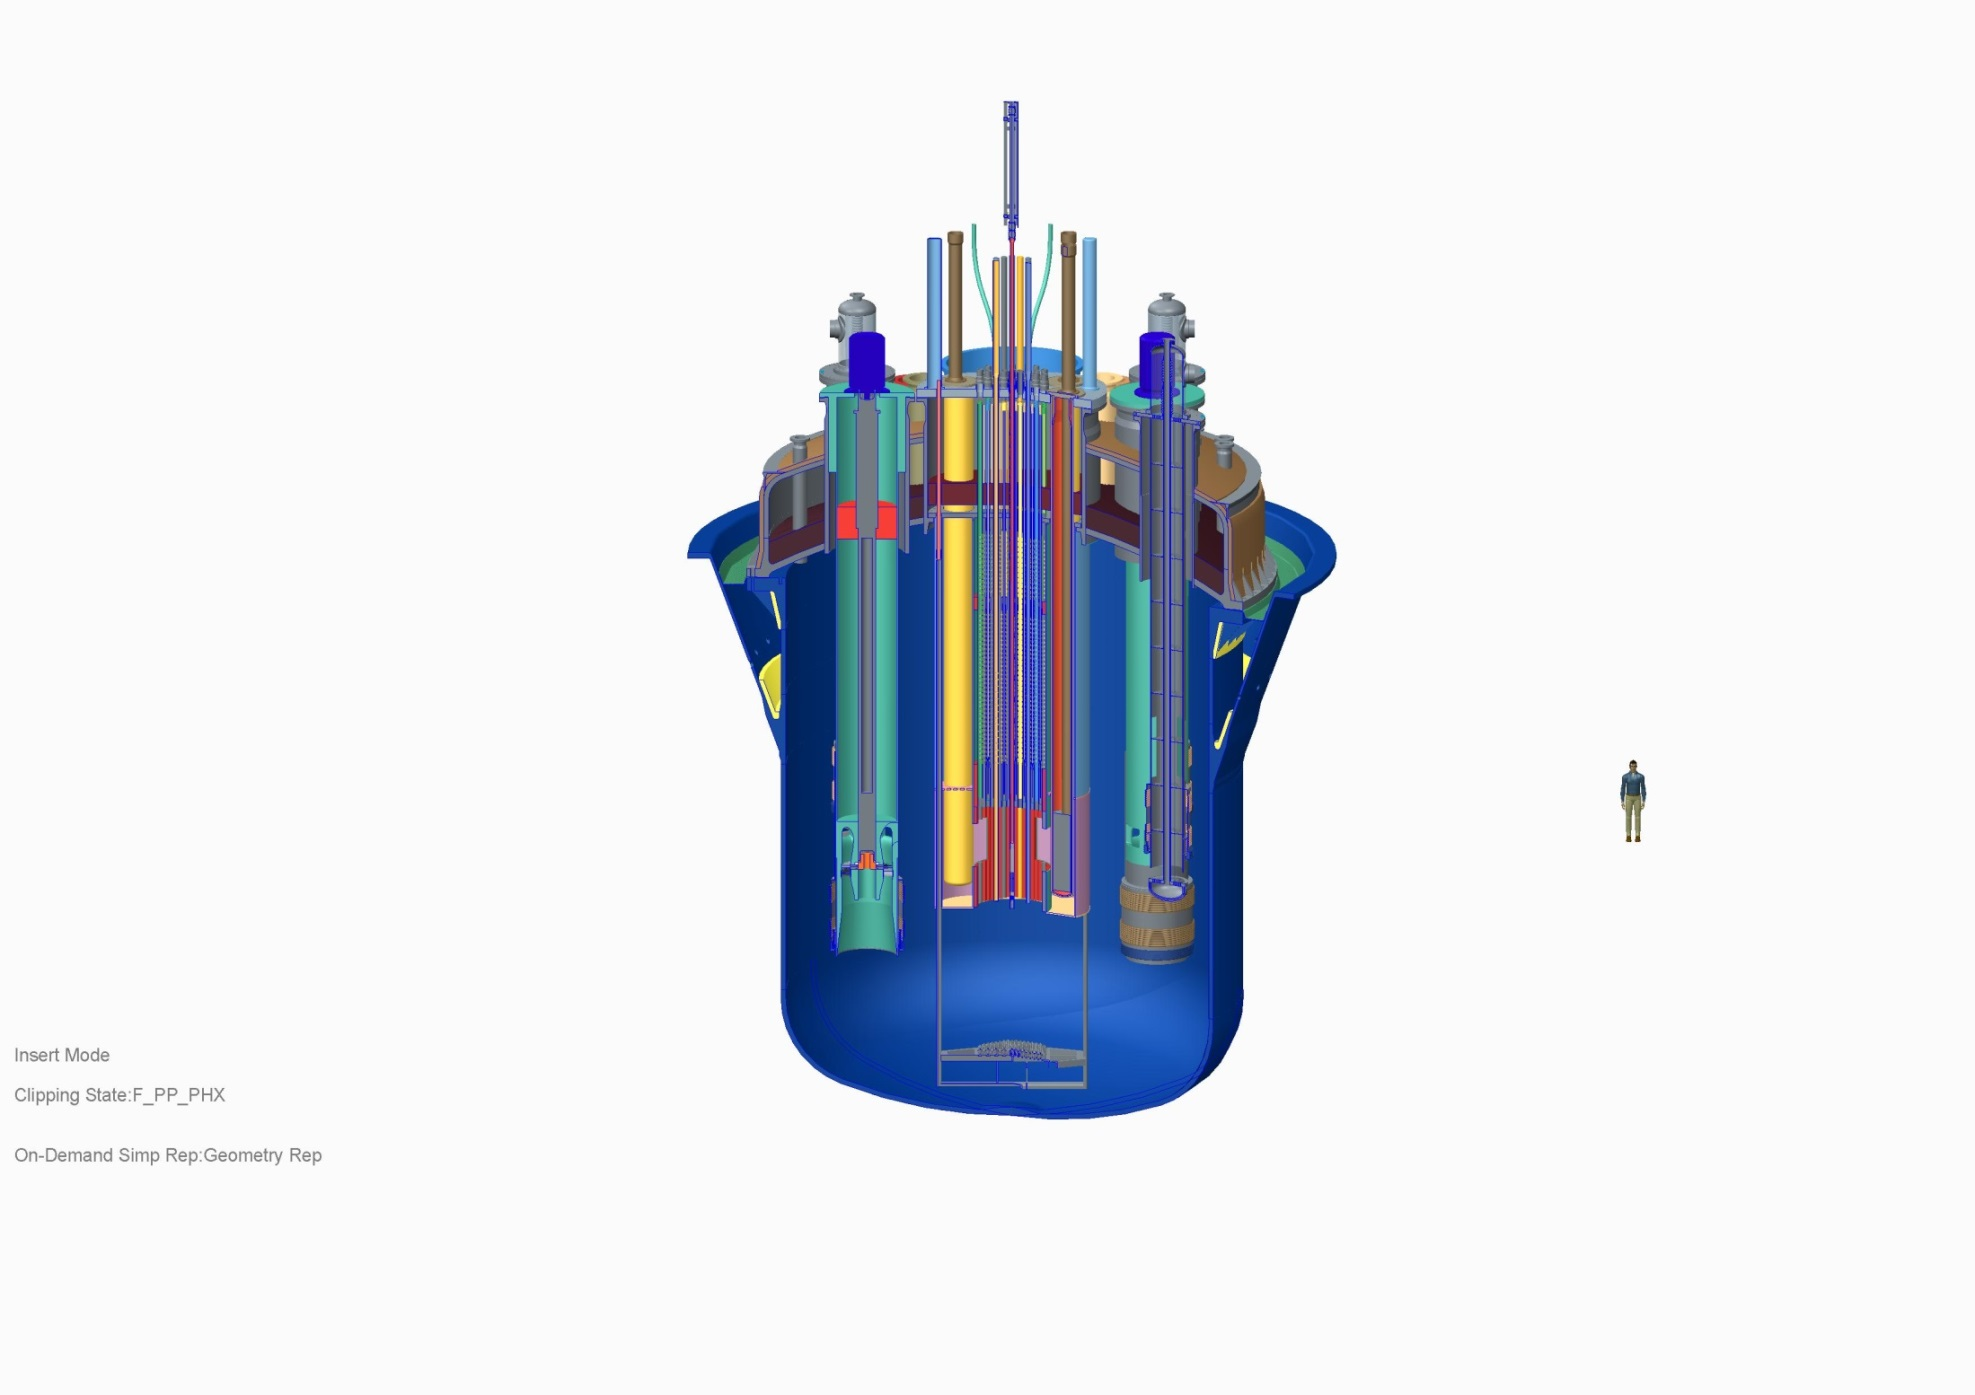 Insert Mode
Clipping State:F_PP_PHX
On-Demand Simp Rep:Geometry Rep